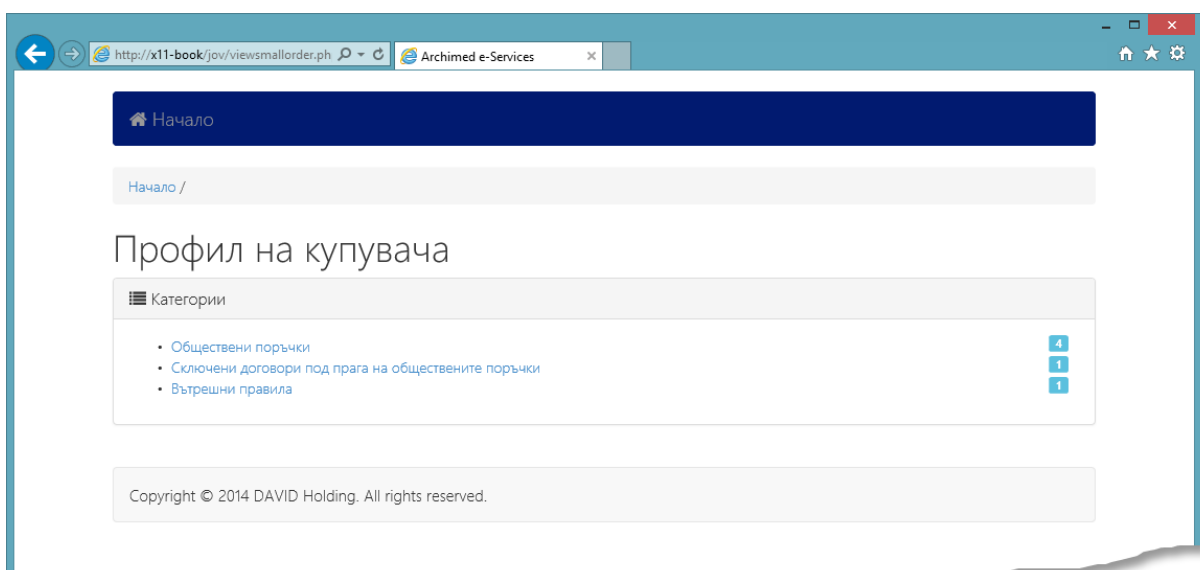 http://x11-book/jov/viewsmallorder.ph
Archimed e-Services
Начало
Начало /
Профил на купувача
Категории
• Обществени поръчки 4
• Сключени договори под прага на обществените поръчки 1
• Вътрешни правила 1
Copyright © 2014 DAVID Holding. All rights reserved.